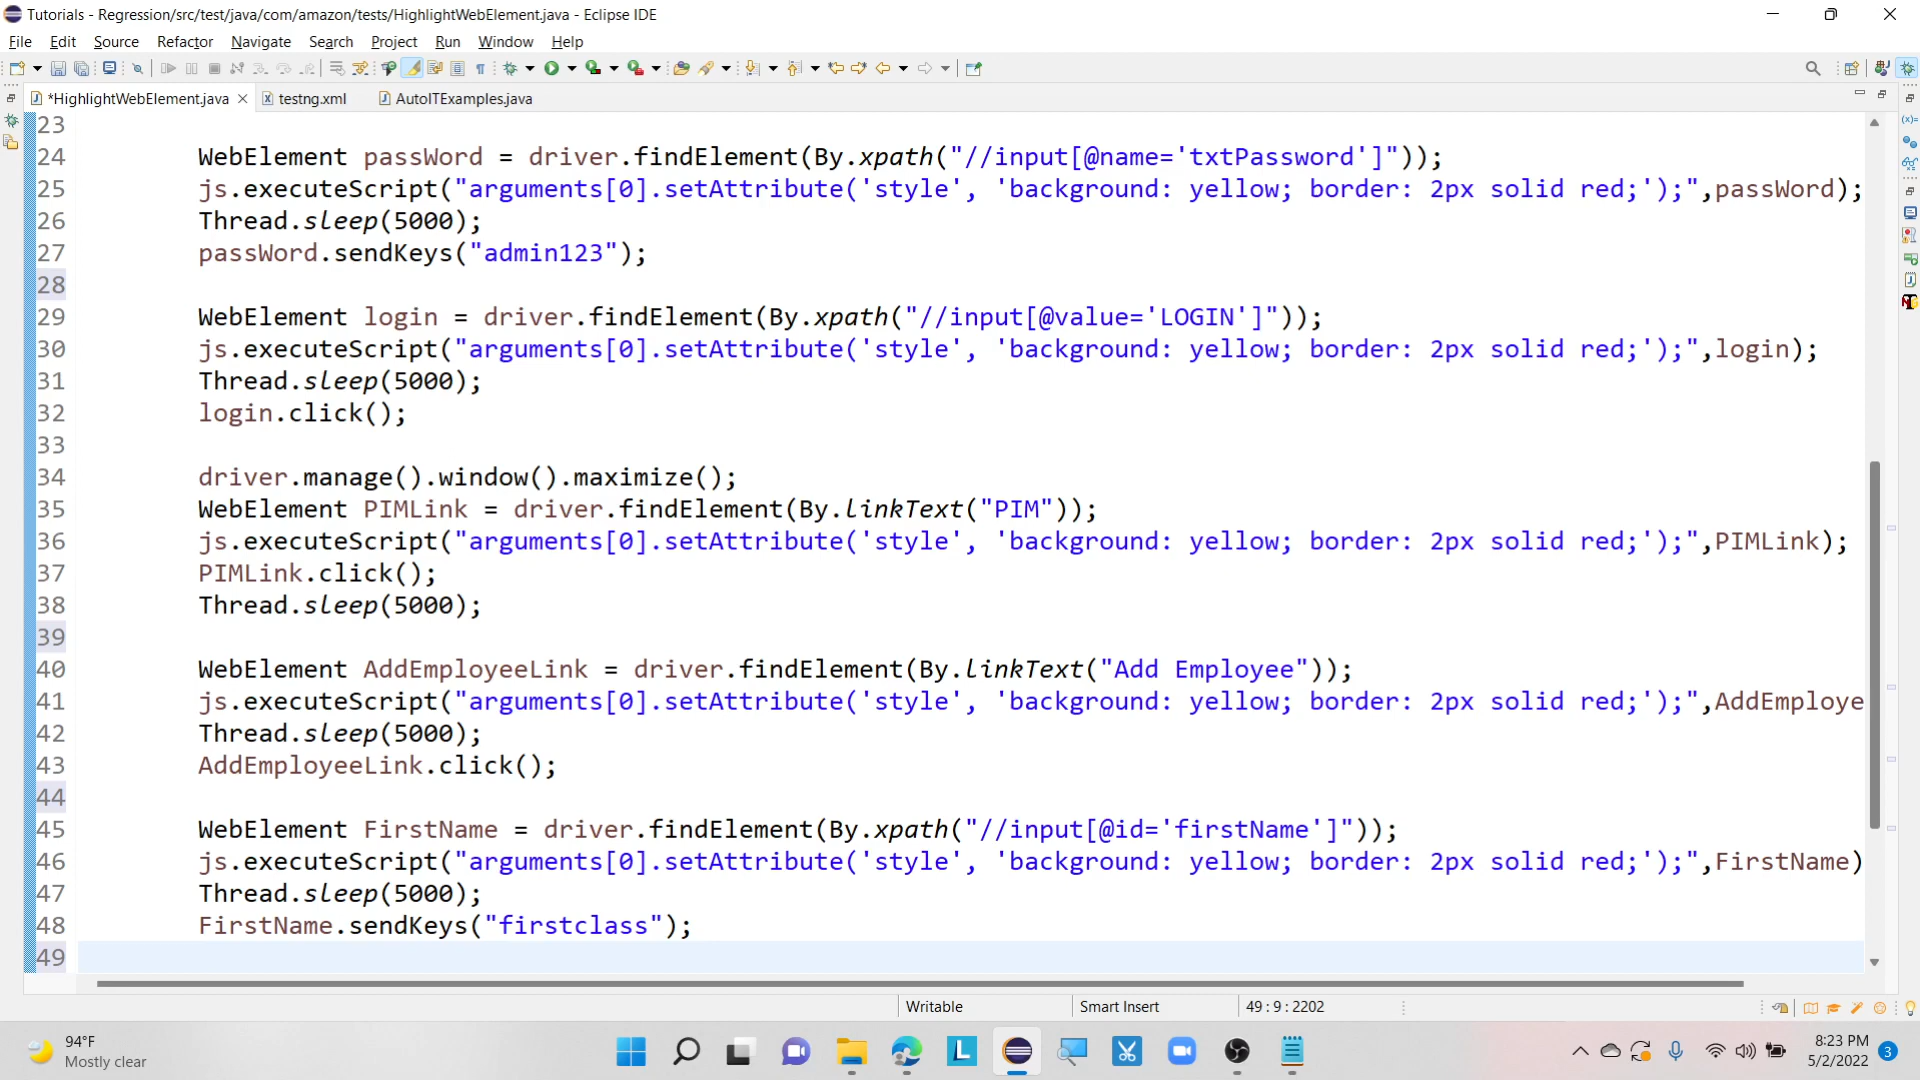 Tutorials - Regression/src/test/java/com/amazon/tests/HighlightWebElement.java - Eclipse IDE
File Edit Source Refactor Navigate Search Project Run Window Help
*HighlightWebElement.java testng.xml AutoITExamples.java
23
24 WebElement passWord = driver.findElement(By.xpath("//input[@name='txtPassword']"));
25 js.executeScript("arguments[0].setAttribute('style', 'background: yellow; border: 2px solid red;');",passWord);
26 Thread.sleep(5000);
27 passWord.sendKeys("admin123");
28
29 WebElement login = driver.findElement(By.xpath("//input[@value='LOGIN']"));
30 js.executeScript("arguments[0].setAttribute('style', 'background: yellow; border: 2px solid red;');",login);
31 Thread.sleep(5000);
32 login.click();
33
34 driver.manage().window().maximize();
35 WebElement PIMLink = driver.findElement(By.linkText("PIM"));
36 js.executeScript("arguments[0].setAttribute('style', 'background: yellow; border: 2px solid red;');",PIMLink);
37 PIMLink.click();
38 Thread.sleep(5000);
39
40 WebElement AddEmployeeLink = driver.findElement(By.linkText("Add Employee"));
41 js.executeScript("arguments[0].setAttribute('style', 'background: yellow; border: 2px solid red;');",AddEmploye
42 Thread.sleep(5000);
43 AddEmployeeLink.click();
44
45 WebElement FirstName = driver.findElement(By.xpath("//input[@id='firstName']"));
46 js.executeScript("arguments[0].setAttribute('style', 'background: yellow; border: 2px solid red;');",FirstName)
47 Thread.sleep(5000);
48 FirstName.sendKeys("firstclass");
49
Writable Smart Insert 49 : 9 : 2202
94°F
Mostly clear
8:23 PM
5/2/2022 3